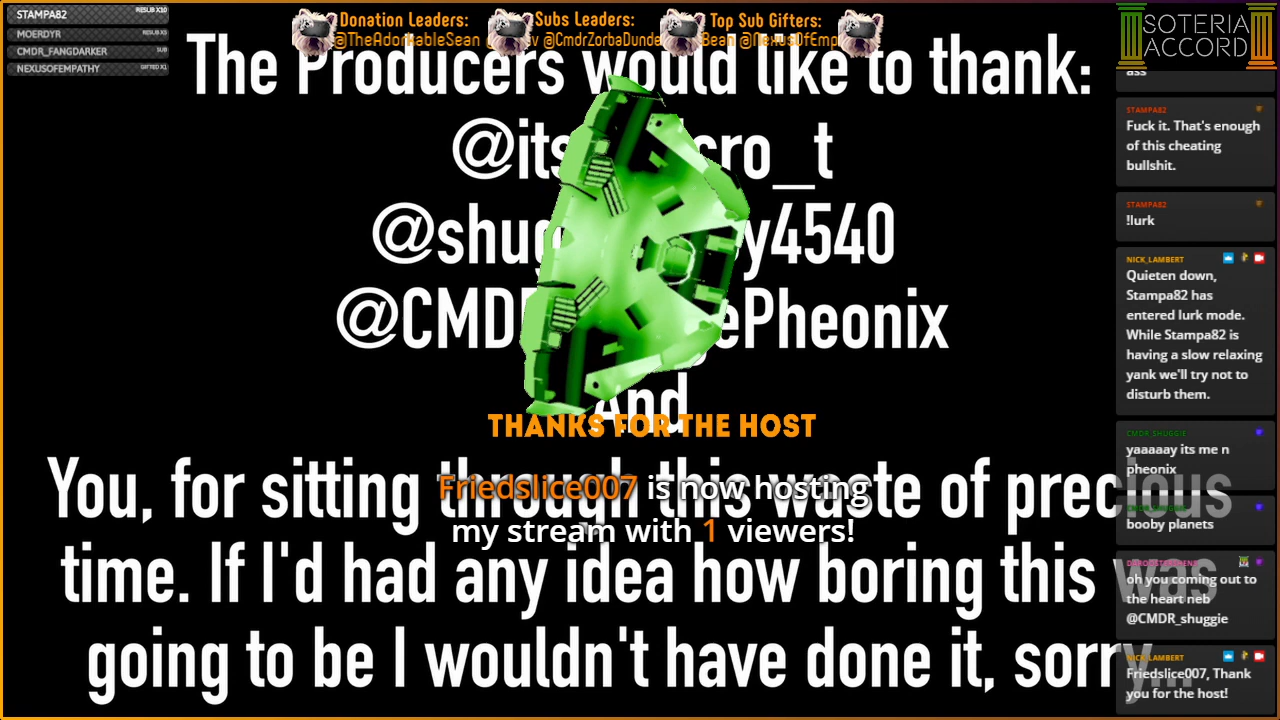 STAMPA82 RESUB X10
MOERDYR RESUB X5
CMDR_FANGDARKER SUB
NEXUSOFEMPATHY GIFTED X1
Donation Leaders:
@TheAdorkableSean
Subs Leaders:
@CmdrZorbaDunde
Top Sub Gifters:
Bean @NexusOfEmp
SOTERIA
ACCORD
The Producers would like to thank:
@its cro_t
@shug y4540
@CMD ePheonix
And
You, for sitting through this waste of precious
time. If I'd had any idea how boring this was
going to be I wouldn't have done it, sorry
THANKS FOR THE HOST
Friedslice007 is now hosting
my stream with 1 viewers!
ass
STAMPA82
Fuck it. That's enough
of this cheating
bullshit.
STAMPA82
!lurk
NICK_LAMBERT
Quieten down,
Stampa82 has
entered lurk mode.
While Stampa82 is
having a slow relaxing
yank we'll try not to
disturb them.
CMDR_SHUGGIE
yaaaaay its me n
pheonix
CMDR_SHUGGIE
booby planets
oh you coming out to
the heart neb
@CMDR_shuggie
NICK_LAMBERT
Friedslice007, Thank
you for the host!